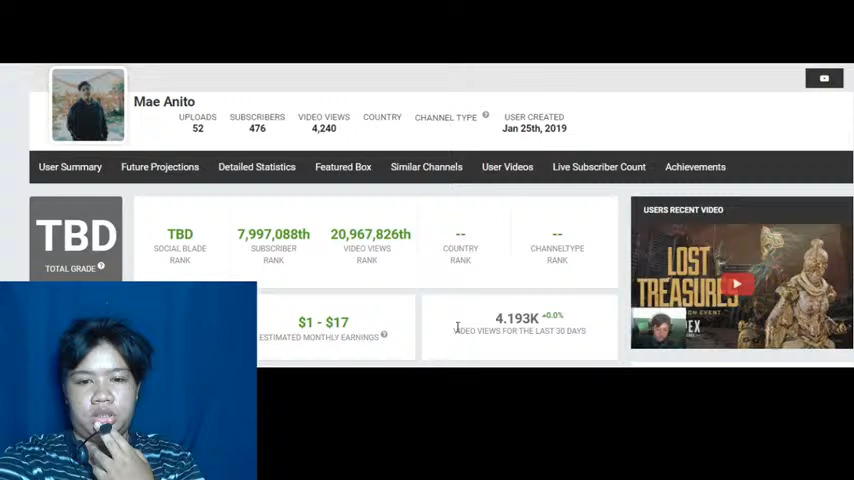 Mae Anito
UPLOADS SUBSCRIBERS VIDEO VIEWS COUNTRY CHANNEL TYPE USER CREATED
52 476 4,240 Jan 25th, 2019
User Summary Future Projections Detailed Statistics Featured Box Similar Channels User Videos Live Subscriber Count Achievements
TBD
TOTAL GRADE
TBD 7,997,088th 20,967,826th -- --
SOCIAL BLADE SUBSCRIBER VIDEO VIEWS COUNTRY CHANNELTYPE
RANK RANK RANK RANK RANK
USERS RECENT VIDEO
LOST
TREASURES
$1 - $17
ESTIMATED MONTHLY EARNINGS
4.193K +0.0%
VIDEO VIEWS FOR THE LAST 30 DAYS